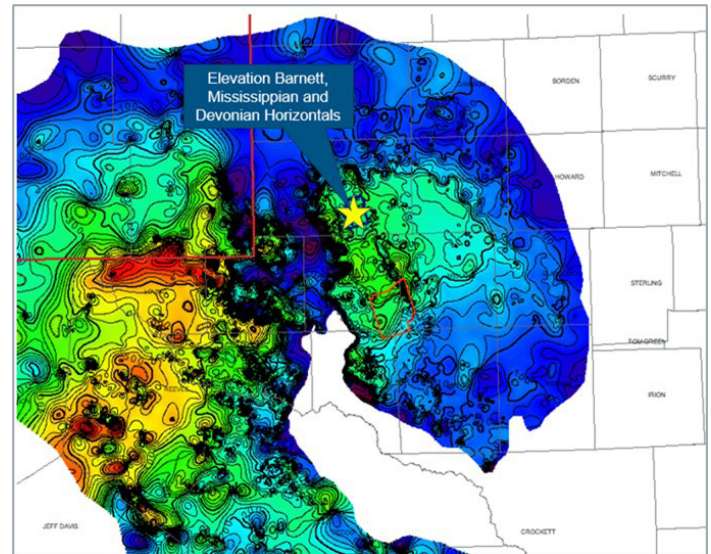 Elevation Barnett,
Mississippian and
Devonian Horizontals
BORDEN
SCURRY
HOWARD
MITCHELL
STERLING
TOM GREEN
IRION
JEFF DAVIS
CROCKETT